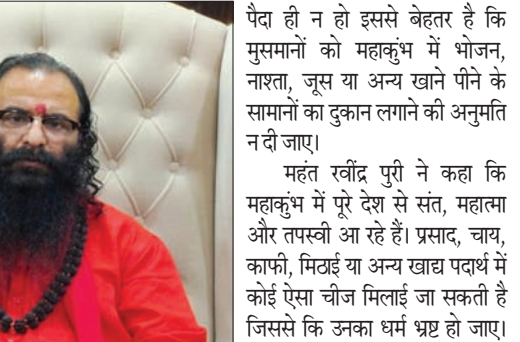 पैदा ही न हो इससे बेहतर है कि
मुसमानों को महाकुंभ में भोजन,
नाश्ता, जूस या अन्य खाने पीने के
सामानों का दुकान लगाने की अनुमति
न दी जाए।
महंत रवींद्र पुरी ने कहा कि
महाकुंभ में पूरे देश से संत, महात्मा
और तपस्वी आ रहे हैं। प्रसाद, चाय,
काफी, मिठाई या अन्य खाद्य पदार्थ में
कोई ऐसा चीज मिलाई जा सकती है
जिससे कि उनका धर्म भ्रष्ट हो जाए।